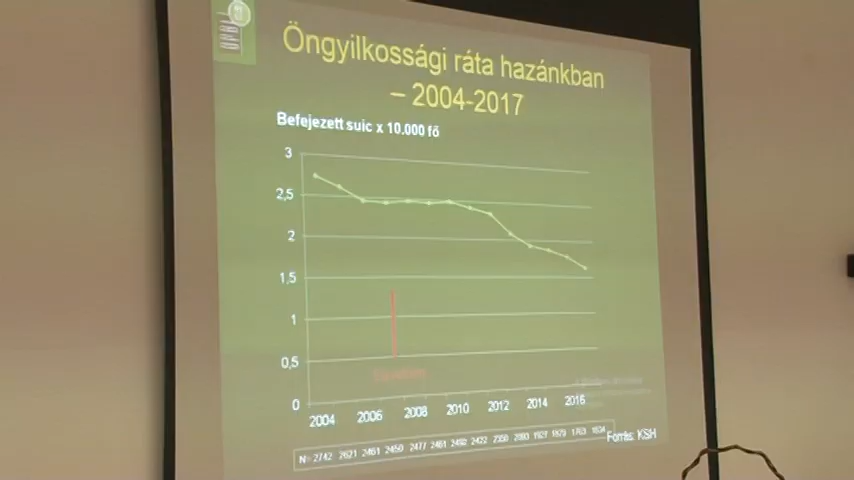 Öngyilkossági ráta hazánkban
– 2004-2017
Befejezett suic x 10.000 fő
3
2,5
2
1,5
1
0,5
0
2004 2006 2008 2010 2012 2014 2016
N= 2742 2621 2461 2450 2477 2461 2492 2422 2350 2093 1927 1879 1763 1634
Forrás: KSH